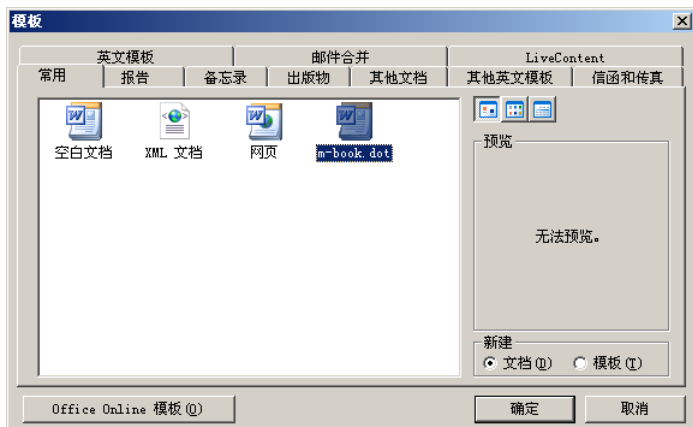 模板
英文模板 邮件合并 LiveContent
常用 报告 备忘录 出版物 其他文档 其他英文模板 信函和传真
空白文档 XML 文档 网页 m-book.dot
预览
无法预览。
新建
文档(D) 模板(T)
Office Online 模板(O) 确定 取消